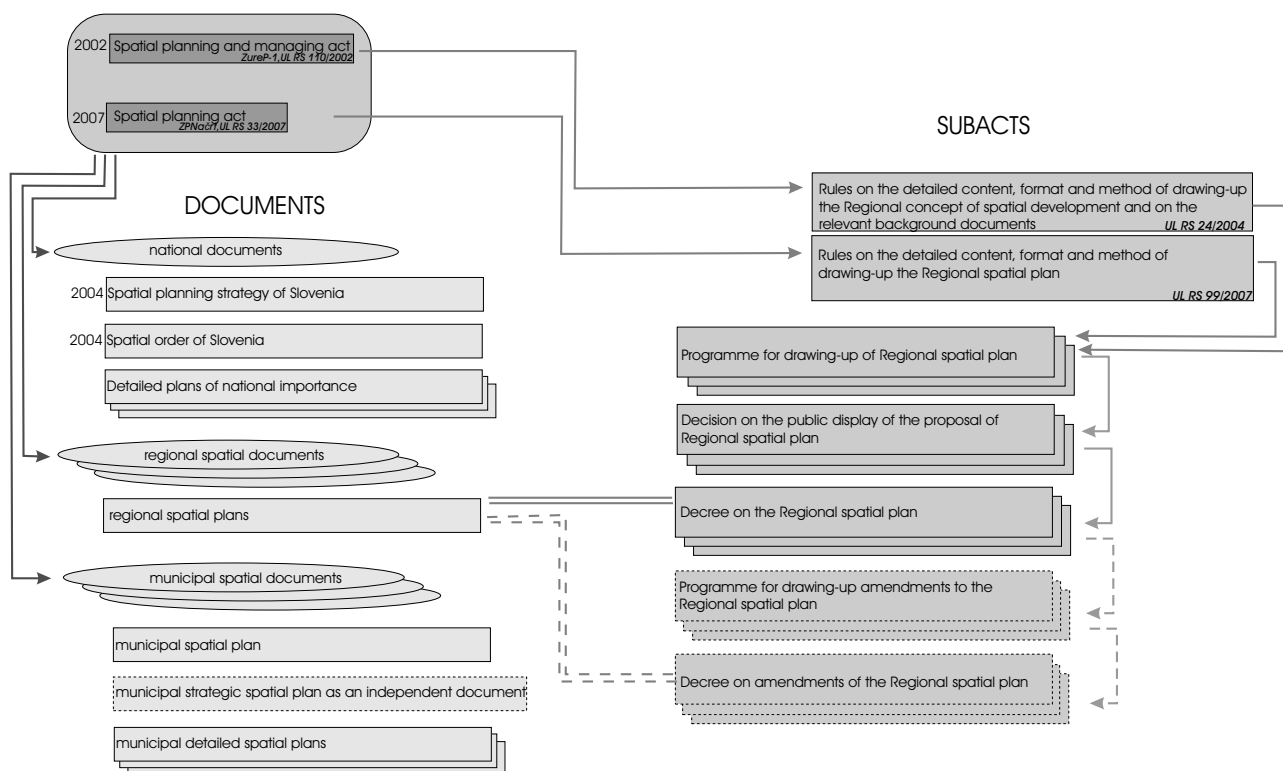 2002 Spatial planning and managing act
ZureP-1,UL RS 110/2002
2007 Spatial planning act
ZPNačrt,UL RS 33/2007
DOCUMENTS
national documents
2004 Spatial planning strategy of Slovenia
2004 Spatial order of Slovenia
Detailed plans of national importance
regional spatial documents
regional spatial plans
municipal spatial documents
municipal spatial plan
municipal strategic spatial plan as an independent document
municipal detailed spatial plans
SUBACTS
Rules on the detailed content, format and method of drawing-up
the Regional concept of spatial development and on the
relevant background documents
UL RS 24/2004
Rules on the detailed content, format and method of
drawing-up the Regional spatial plan
UL RS 99/2007
Programme for drawing-up of Regional spatial plan
Decision on the public display of the proposal of
Regional spatial plan
Decree on the Regional spatial plan
Programme for drawing-up amendments to the
Regional spatial plan
Decree on amendments of the Regional spatial plan